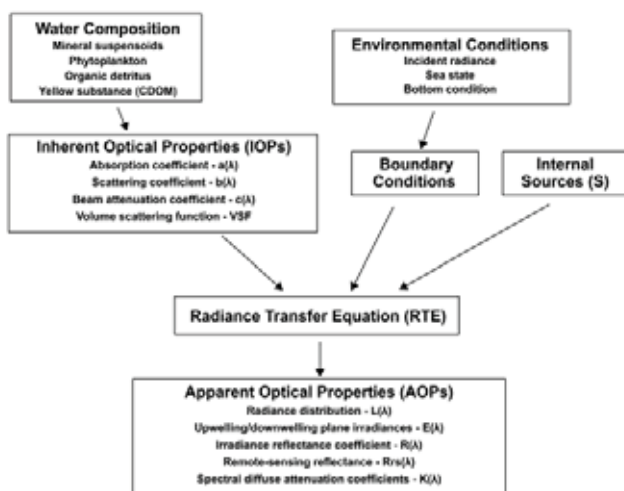 Water Composition
Mineral suspensoids
Phytoplankton
Organic detritus
Yellow substance (CDOM)
Environmental Conditions
Incident radiance
Sea state
Bottom condition
Inherent Optical Properties (IOPs)
Absorption coefficient - a(λ)
Scattering coefficient - b(λ)
Beam attenuation coefficient - c(λ)
Volume scattering function - VSF
Boundary
Conditions
Internal
Sources (S)
Radiance Transfer Equation (RTE)
Apparent Optical Properties (AOPs)
Radiance distribution - L(λ)
Upwelling/downwelling plane irradiances - E(λ)
Irradiance reflectance coefficient - R(λ)
Remote-sensing reflectance - Rrs(λ)
Spectral diffuse attenuation coefficients - K(λ)